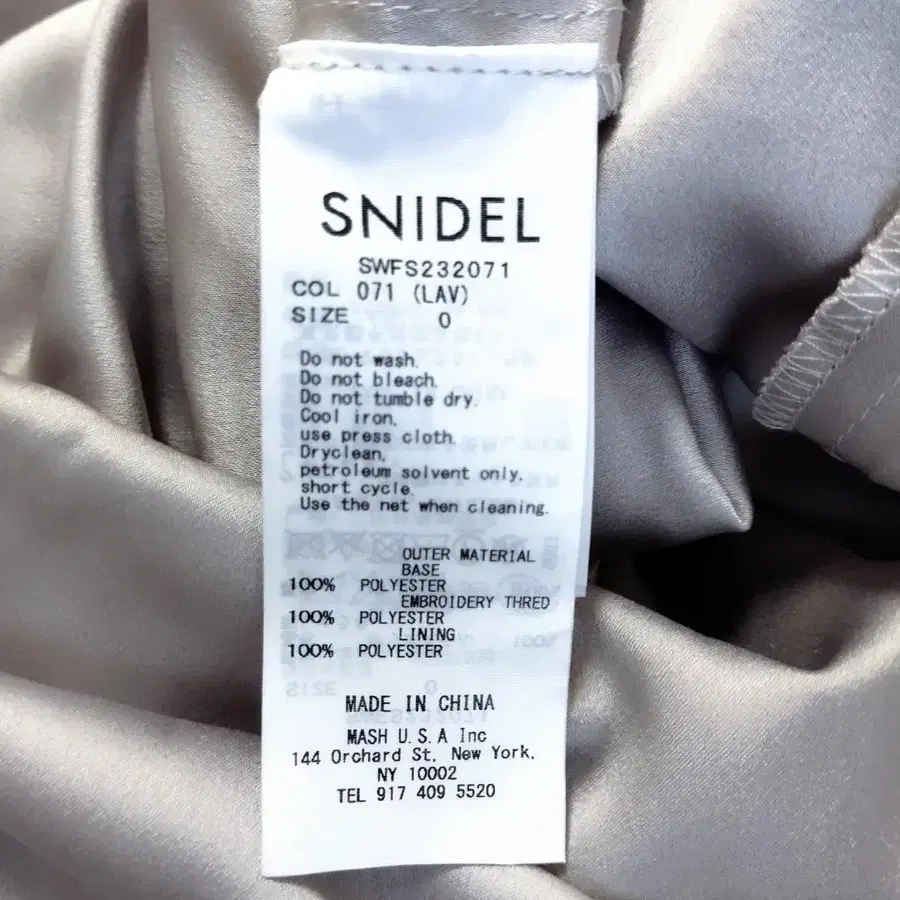 SNIDEL
SWFS232071
COL 071 (LAV)
SIZE 0
Do not wash.
Do not bleach.
Do not tumble dry.
Cool iron,
use press cloth.
Dryclean,
petroleum solvent only,
short cycle.
Use the net when cleaning.
OUTER MATERIAL
BASE
100% POLYESTER
EMBROIDERY THRED
100% POLYESTER
LINING
100% POLYESTER
MADE IN CHINA
MASH U.S.A Inc
144 Orchard St, New York,
NY 10002
TEL 917 409 5520